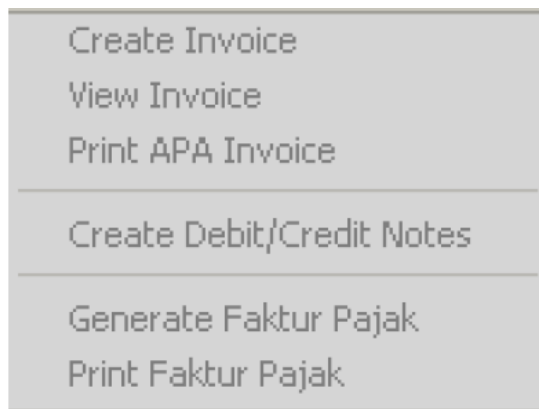 Create Invoice
View Invoice
Print APA Invoice
Create Debit/Credit Notes
Generate Faktur Pajak
Print Faktur Pajak